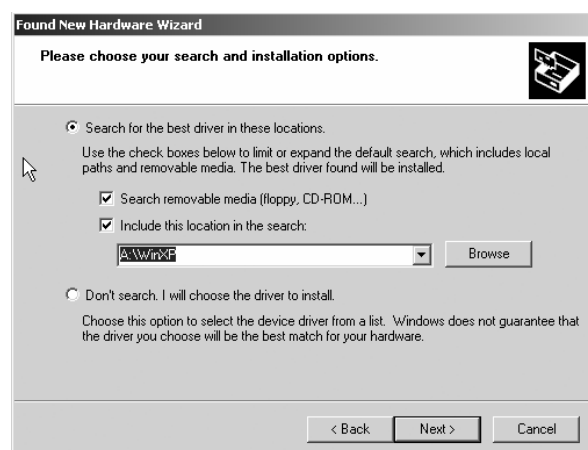 Found New Hardware Wizard
Please choose your search and installation options.
Search for the best driver in these locations.
Use the check boxes below to limit or expand the default search, which includes local
paths and removable media. The best driver found will be installed.
Search removable media (floppy, CD-ROM...)
Include this location in the search:
A:\WinXP
Browse
Don't search. I will choose the driver to install.
Choose this option to select the device driver from a list. Windows does not guarantee that
the driver you choose will be the best match for your hardware.
< Back
Next >
Cancel